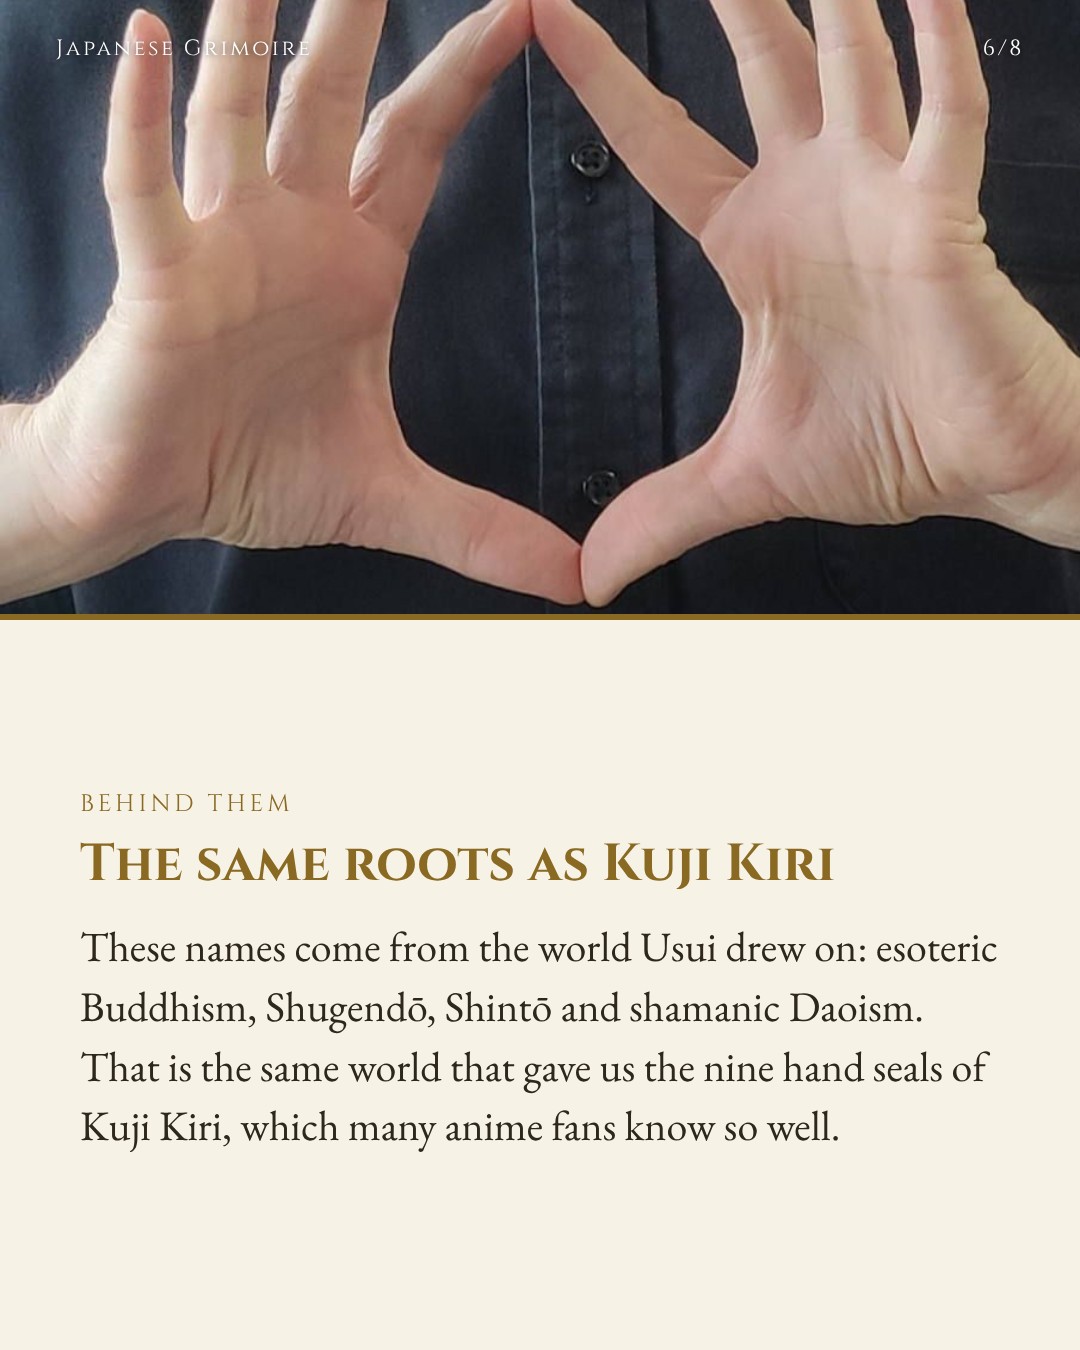 Japanese Grimoire
6/8
BEHIND THEM
The same roots as Kuji Kiri
These names come from the world Usui drew on: esoteric
Buddhism, Shugendō, Shintō and shamanic Daoism.
That is the same world that gave us the nine hand seals of
Kuji Kiri, which many anime fans know so well.